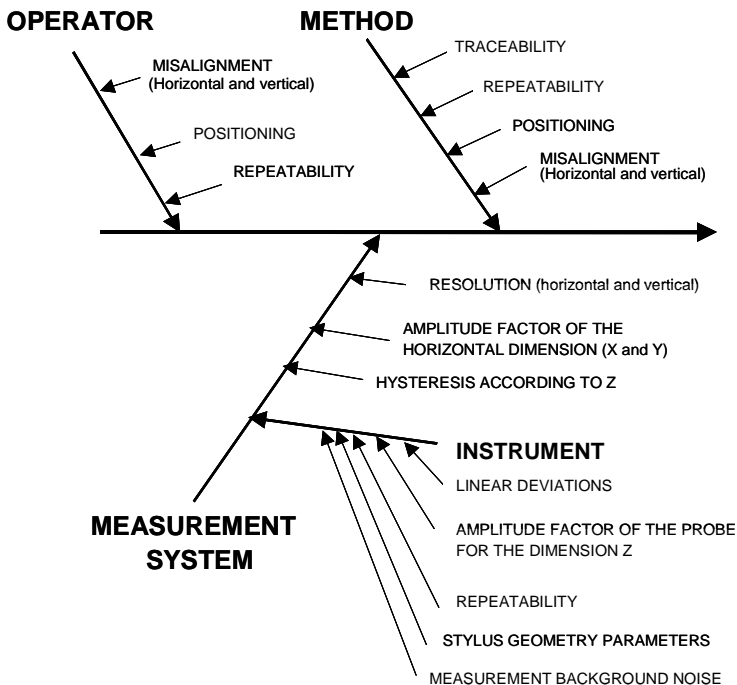 OPERATOR
MISALIGNMENT
(Horizontal and vertical)
POSITIONING
REPEATABILITY
METHOD
TRACEABILITY
REPEATABILITY
POSITIONING
MISALIGNMENT
(Horizontal and vertical)
RESOLUTION (horizontal and vertical)
AMPLITUDE FACTOR OF THE
HORIZONTAL DIMENSION (X and Y)
HYSTERESIS ACCORDING TO Z
INSTRUMENT
LINEAR DEVIATIONS
AMPLITUDE FACTOR OF THE PROBE
FOR THE DIMENSION Z
REPEATABILITY
STYLUS GEOMETRY PARAMETERS
MEASUREMENT BACKGROUND NOISE
MEASUREMENT
SYSTEM